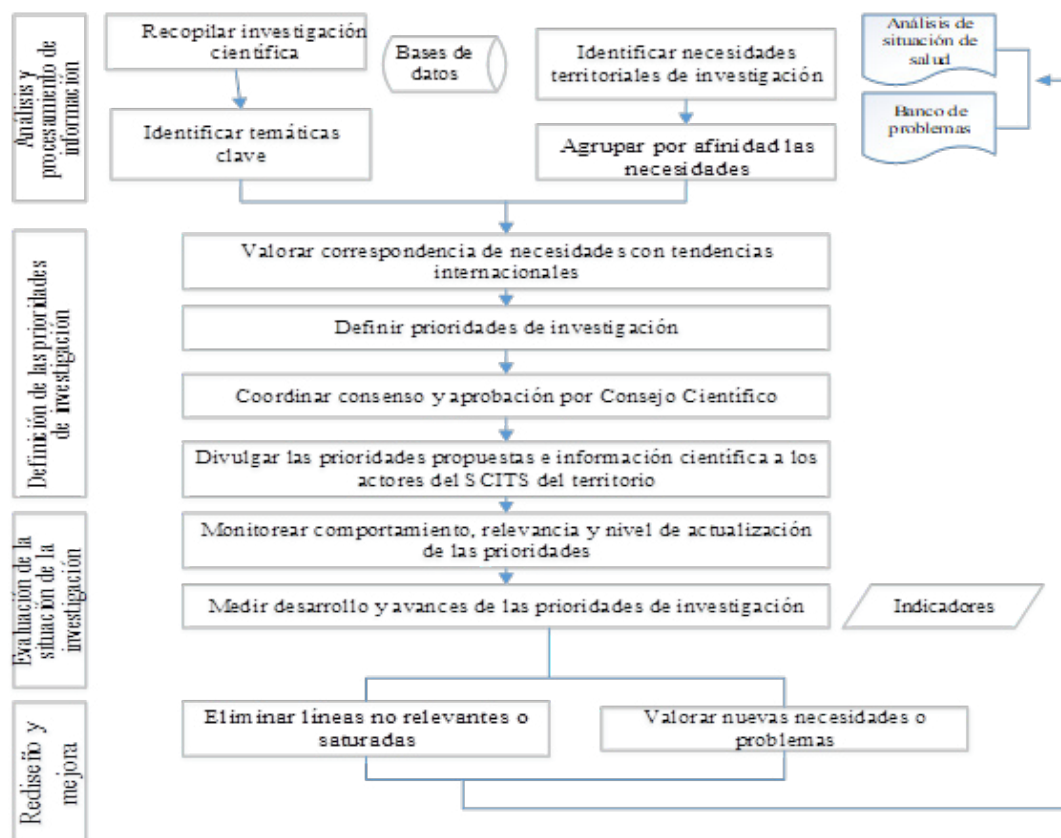 Análisis y
procesamiento de
información
Recopilar investigación
científica
Bases de
datos
Identificar necesidades
territoriales de investigación
Análisis de
situación de
salud
Banco de
problemas
Identificar temáticas
clave
Agrupar por afinidad las
necesidades
Definición de las prioridades
de investigación
Valorar correspondencia de necesidades con tendencias
internacionales
Definir prioridades de investigación
Coordinar consenso y aprobación por Consejo Científico
Divulgar las prioridades propuestas e información científica a los
actores del SCITS del territorio
Evaluación de la
situación de la
investigación
Monitorear comportamiento, relevancia y nivel de actualización
de las prioridades
Medir desarrollo y avances de las prioridades de investigación
Indicadores
Rediseño y
mejora
Eliminar líneas no relevantes o
saturadas
Valorar nuevas necesidades o
problemas